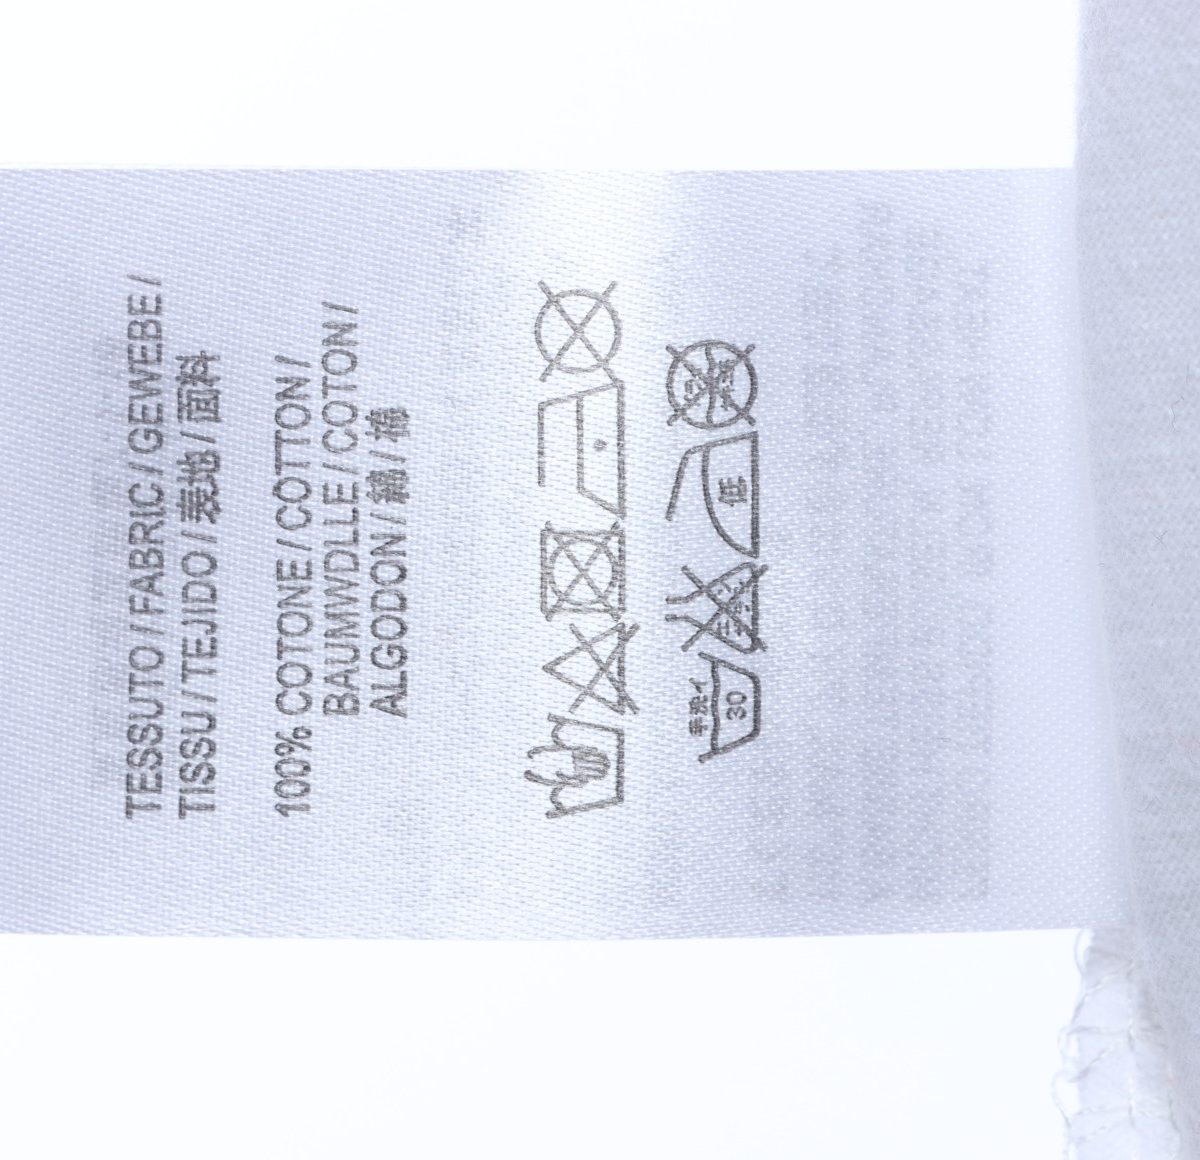 TESSUTO / FABRIC / GEWEBE /
TISSU / TEJIDO / 表地 / 面料
100% COTONE / COTTON /
BAUMWDLLE / COTON /
ALGODON / 綿 / 棉
手洗イ
30
低